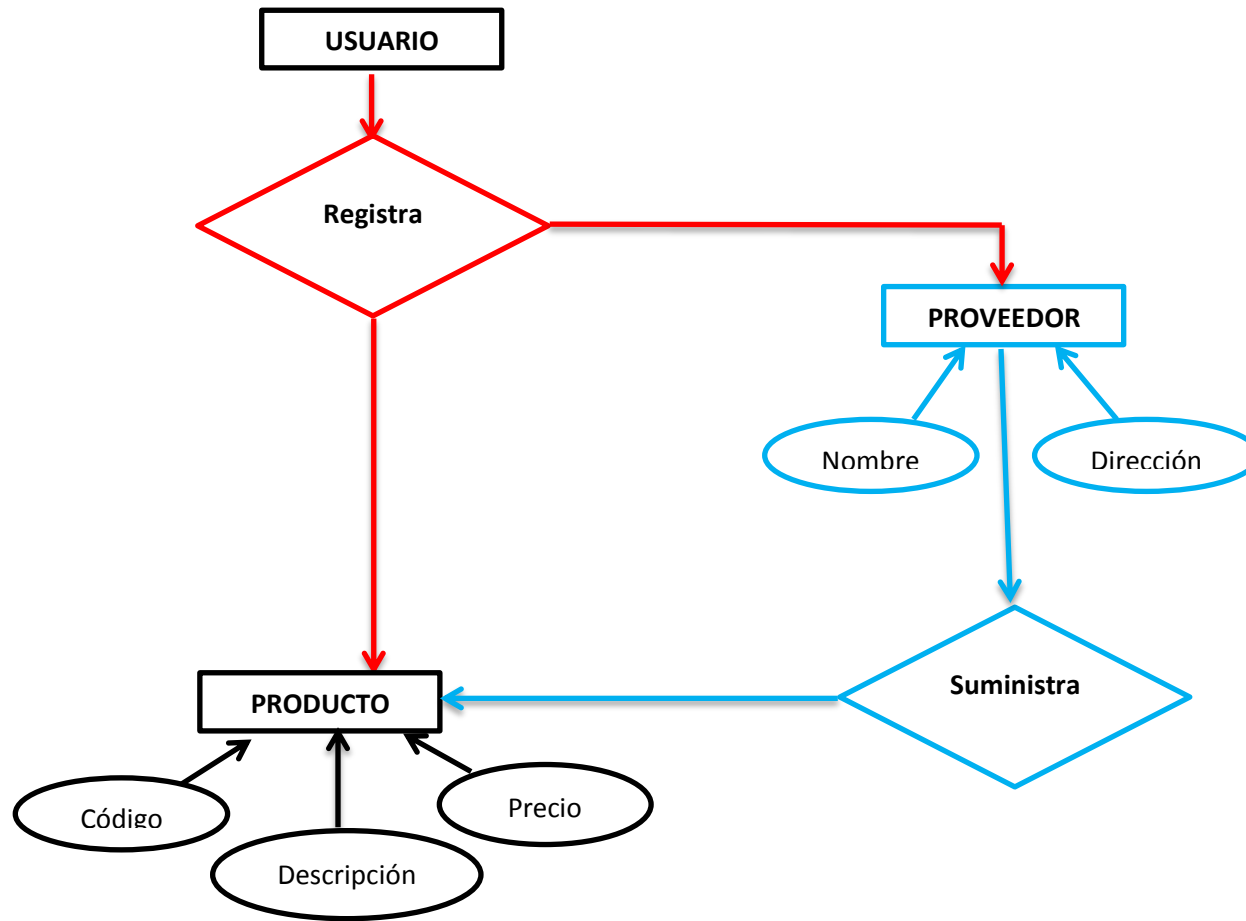 USUARIO
Registra
PROVEEDOR
Nombre
Dirección
Suministra
PRODUCTO
Código
Precio
Descripción